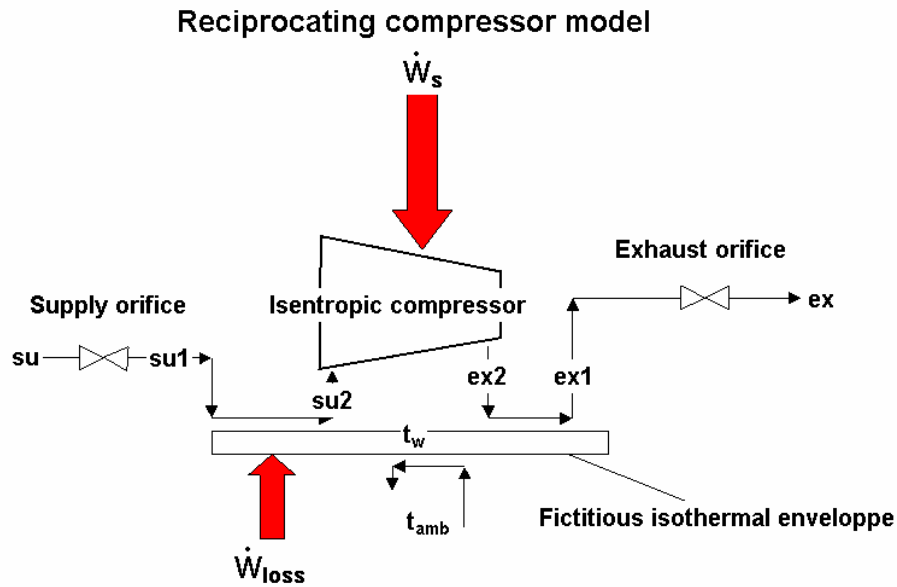 Reciprocating compressor model
Ẇs
Exhaust orifice
Supply orifice
Isentropic compressor
ex
su
su1
su2
ex2
ex1
tw
tamb
Fictitious isothermal enveloppe
Ẇloss